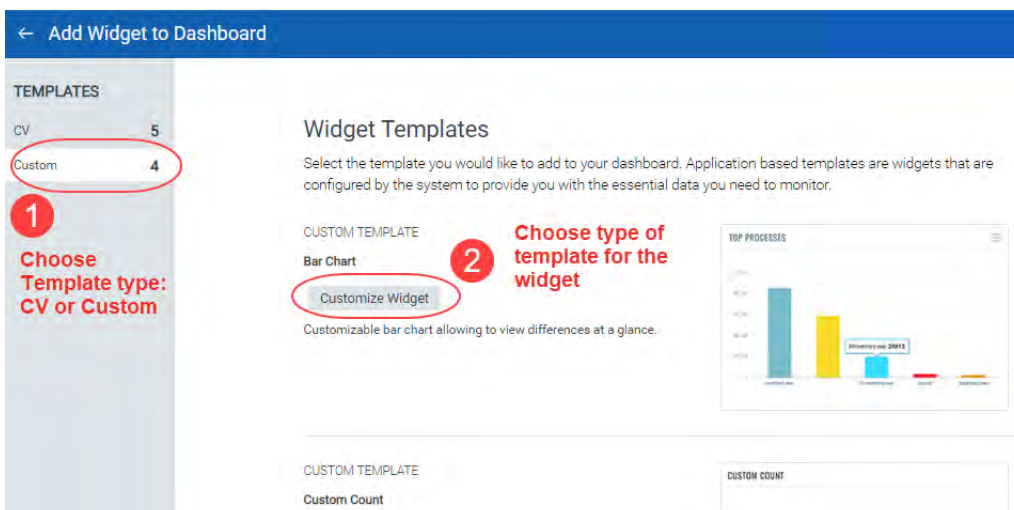 ← Add Widget to Dashboard
TEMPLATES
CV 5
Custom 4
1
Choose
Template type:
CV or Custom
Widget Templates
Select the template you would like to add to your dashboard. Application based templates are widgets that are
configured by the system to provide you with the essential data you need to monitor.
CUSTOM TEMPLATE
Bar Chart
Customize Widget
Customizable bar chart allowing to view differences at a glance.
2
Choose type of
template for the
widget
TOP PROCESSES
20613
CUSTOM TEMPLATE
Custom Count
CUSTOM COUNT